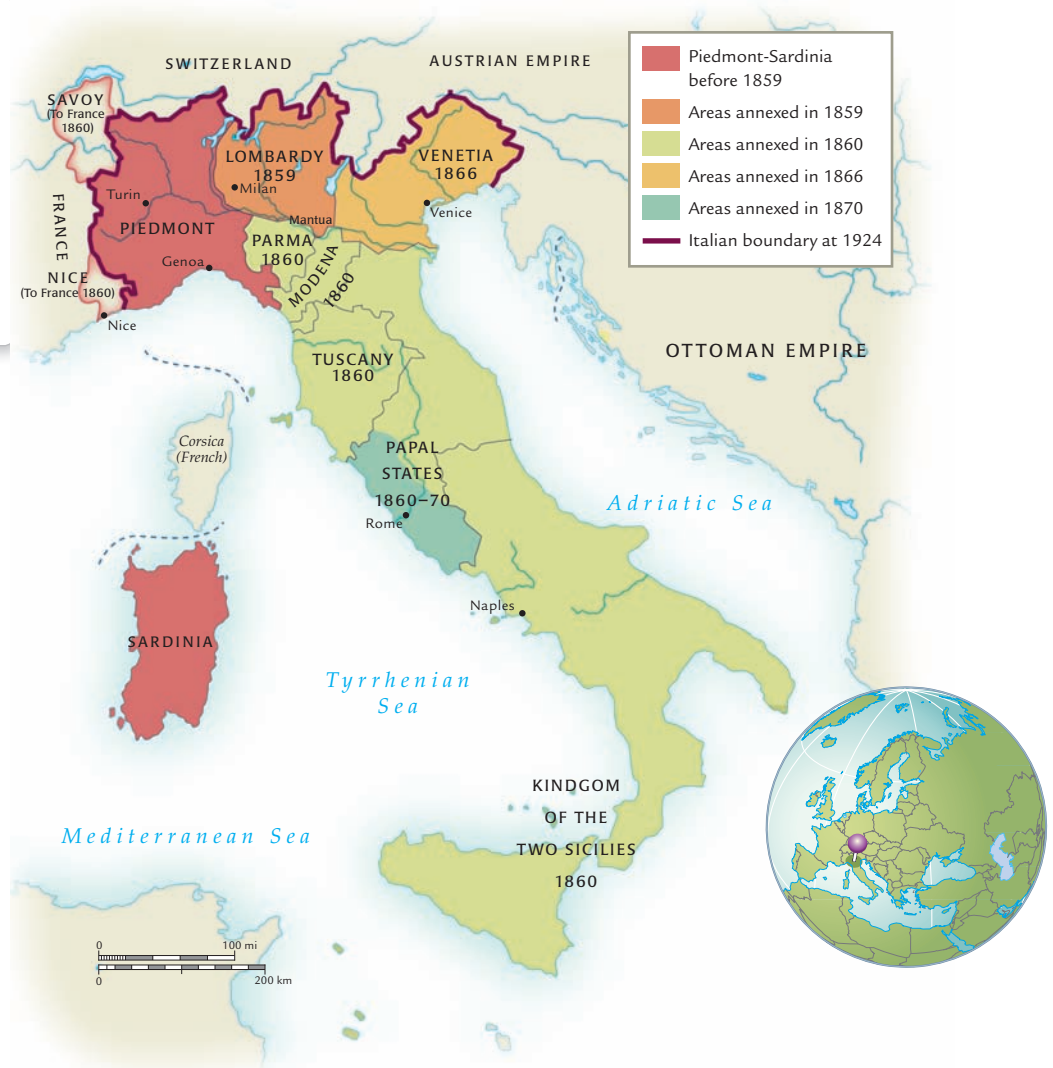 SWITZERLAND
AUSTRIAN EMPIRE
Piedmont-Sardinia
before 1859
Areas annexed in 1859
Areas annexed in 1860
Areas annexed in 1866
Areas annexed in 1870
Italian boundary at 1924
SAVOY
(To France
1860)
LOMBARDY
1859
Milan
VENETIA
1866
Venice
Turin
FRANCE
PIEDMONT
Mantua
PARMA
1860
MODENA
1860
Genoa
NICE
(To France 1860)
Nice
TUSCANY
1860
OTTOMAN EMPIRE
Corsica
(French)
PAPAL
STATES
1860–70
Rome
Adriatic Sea
Naples
SARDINIA
Tyrrhenian
Sea
KINDGOM
OF THE
TWO SICILIES
1860
Mediterranean Sea
0
100 mi
0
200 km